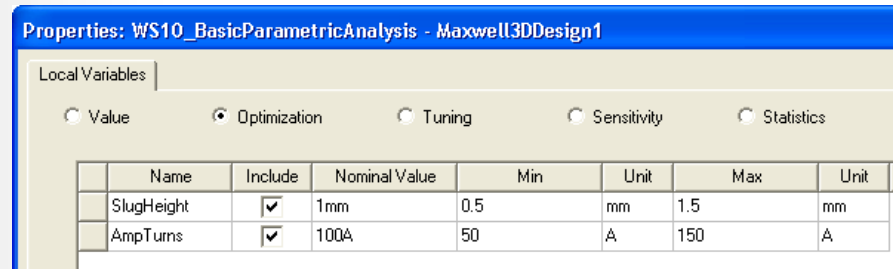 Properties: WS10_BasicParametricAnalysis - Maxwell3DDesign1
Local Variables
Value Optimization Tuning Sensitivity Statistics
Name Include Nominal Value Min Unit Max Unit
SlugHeight 1mm 0.5 mm 1.5 mm
AmpTurns 100A 50 A 150 A